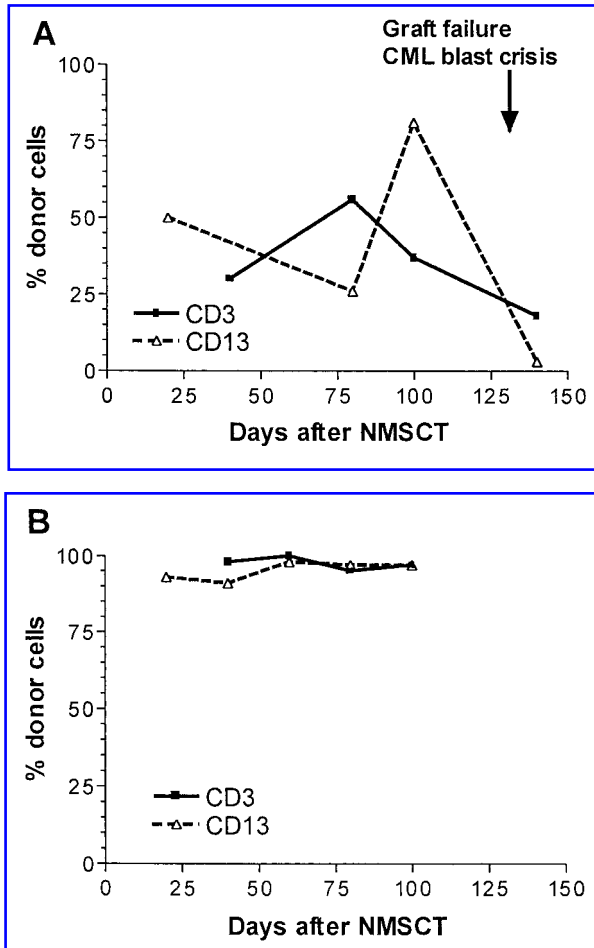 A
Graft failure
CML blast crisis
100
75
50
25
0
% donor cells
CD3
CD13
0 25 50 75 100 125 150
Days after NMSCT
B
100
75
50
25
0
% donor cells
CD3
CD13
0 25 50 75 100 125 150
Days after NMSCT